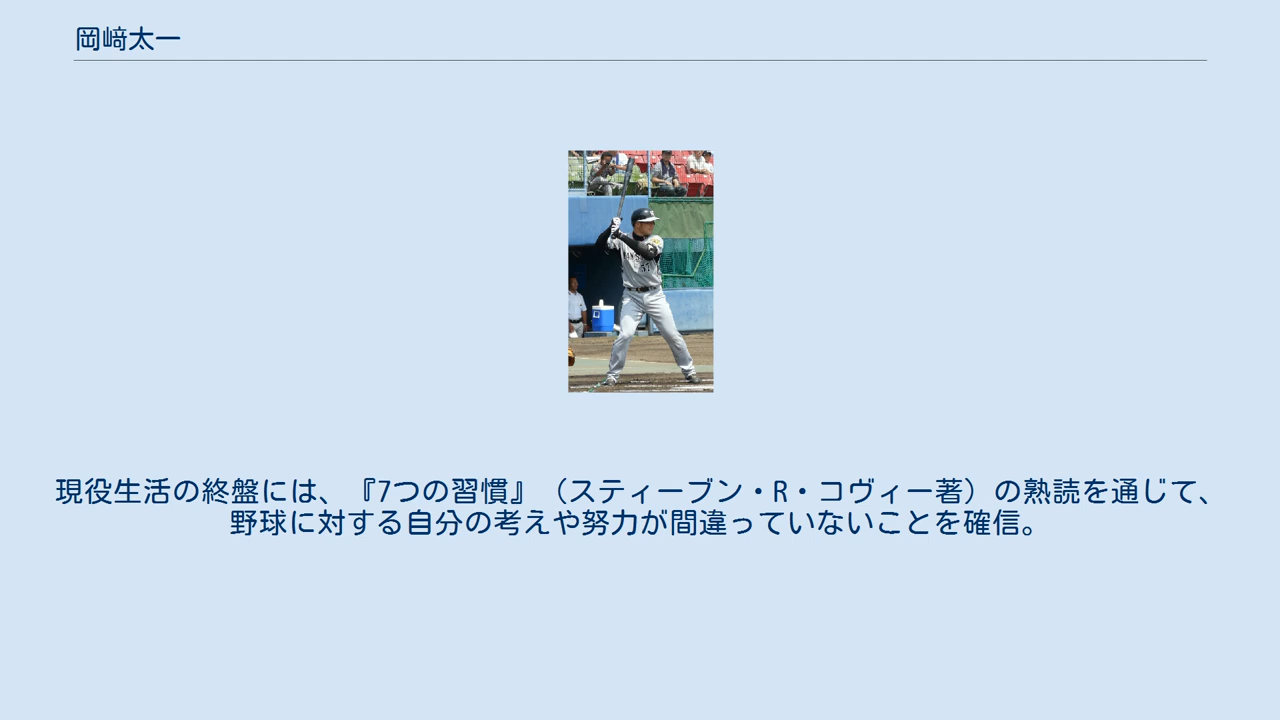 岡﨑太一
現役生活の終盤には、『7つの習慣』（スティーブン・R・コヴィー著）の熟読を通じて、
野球に対する自分の考えや努力が間違っていないことを確信。